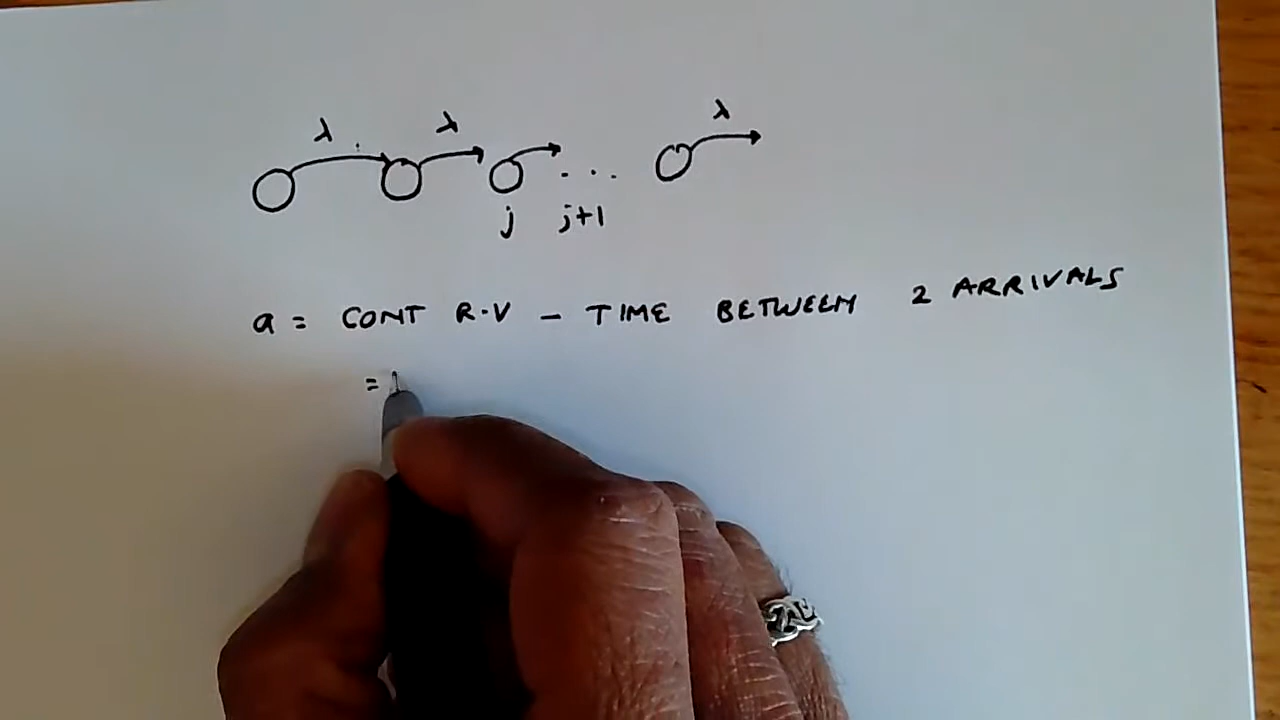 λ λ λ
...
j j+1
a = CONT R.V - TIME BETWEEN 2 ARRIVALS
=